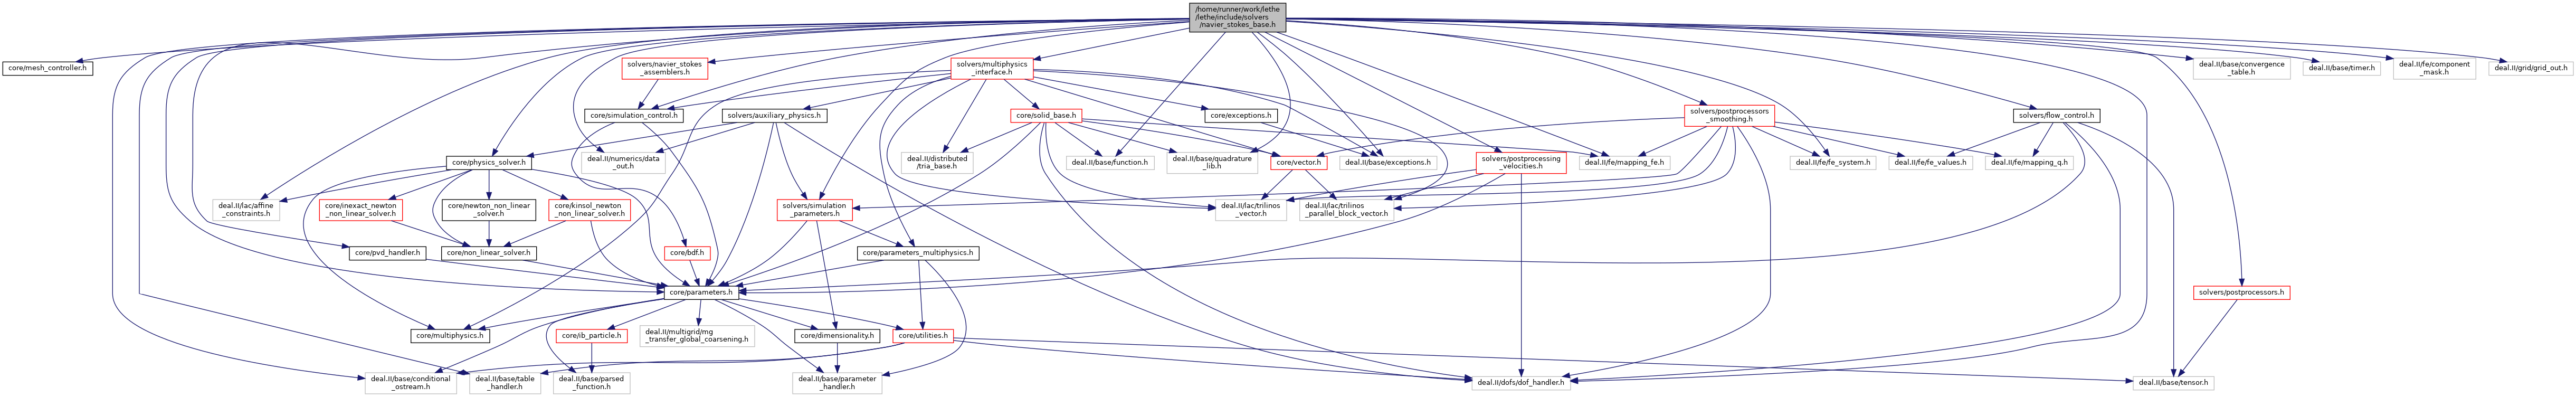 /home/runner/work/lethe
/lethe/include/solvers
/navier_stokes_base.h
core/mesh_controller.h
solvers/navier_stokes
_assemblers.h
solvers/multiphysics
_interface.h
deal.II/base/convergence
_table.h
deal.II/base/timer.h
deal.II/fe/component
_mask.h
deal.II/grid/grid_out.h
core/simulation_control.h
solvers/auxiliary_physics.h
core/solid_base.h
core/exceptions.h
solvers/postprocessors
_smoothing.h
solvers/flow_control.h
core/physics_solver.h
deal.II/numerics/data
_out.h
deal.II/distributed
/tria_base.h
deal.II/base/function.h
deal.II/base/quadrature
_lib.h
core/vector.h
deal.II/base/exceptions.h
solvers/postprocessing
_velocities.h
deal.II/fe/mapping_fe.h
deal.II/fe/fe_system.h
deal.II/fe/fe_values.h
deal.II/fe/mapping_q.h
deal.II/lac/affine
_constraints.h
core/inexact_newton
_non_linear_solver.h
core/newton_non_linear
_solver.h
core/kinsol_newton
_non_linear_solver.h
solvers/simulation
_parameters.h
deal.II/lac/trilinos
_vector.h
deal.II/lac/trilinos
_parallel_block_vector.h
core/pvd_handler.h
core/non_linear_solver.h
core/bdf.h
core/parameters_multiphysics.h
core/parameters.h
solvers/postprocessors.h
core/multiphysics.h
core/ib_particle.h
deal.II/multigrid/mg
_transfer_global_coarsening.h
core/dimensionality.h
core/utilities.h
deal.II/base/conditional
_ostream.h
deal.II/base/table
_handler.h
deal.II/base/parsed
_function.h
deal.II/base/parameter
_handler.h
deal.II/dofs/dof_handler.h
deal.II/base/tensor.h